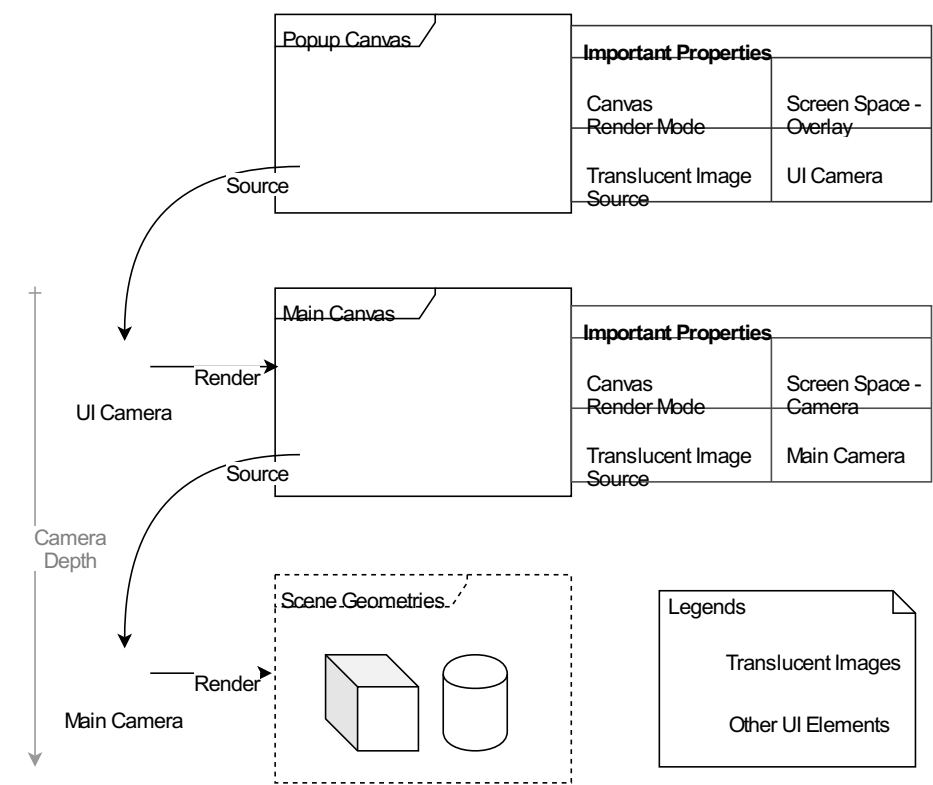 Popup Canvas
Important Properties
Canvas
Render Mode
Screen Space -
Overlay
Translucent Image
Source
UI Camera
Source
Main Canvas
Important Properties
Canvas
Render Mode
Screen Space -
Camera
Translucent Image
Source
Main Camera
Render
UI Camera
Source
Camera
Depth
Scene Geometries
Render
Main Camera
Legends
Translucent Images
Other UI Elements